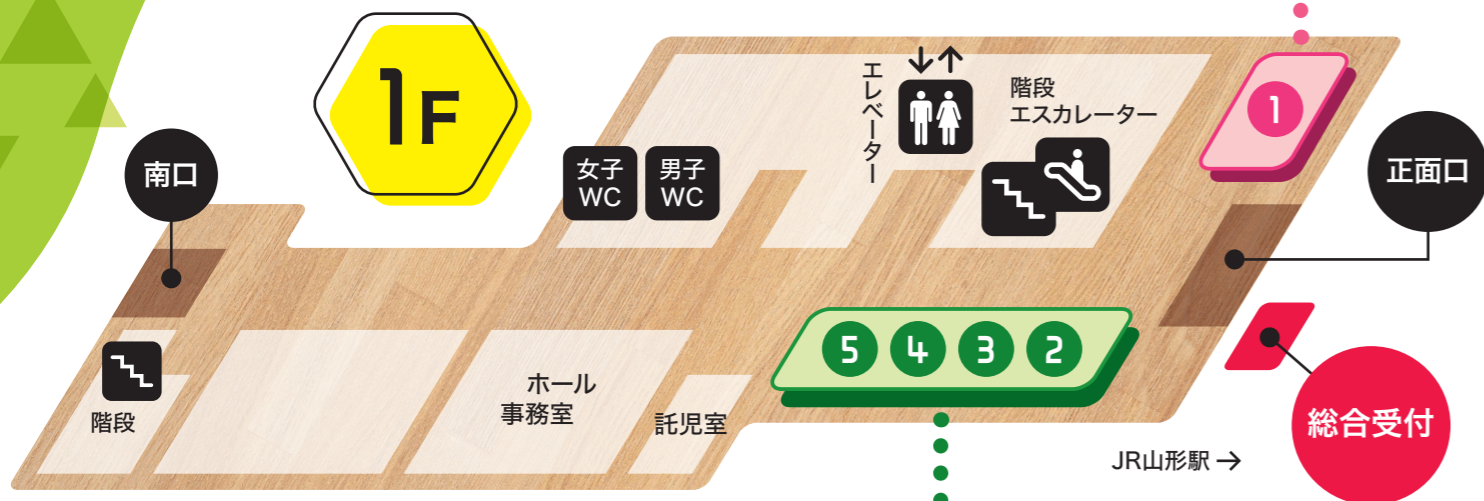 1F
南口
女子
WC
男子
WC
エレベーター
階段
エスカレーター
1
正面口
5 4 3 2
階段
ホール
事務室
託児室
総合受付
JR山形駅 →